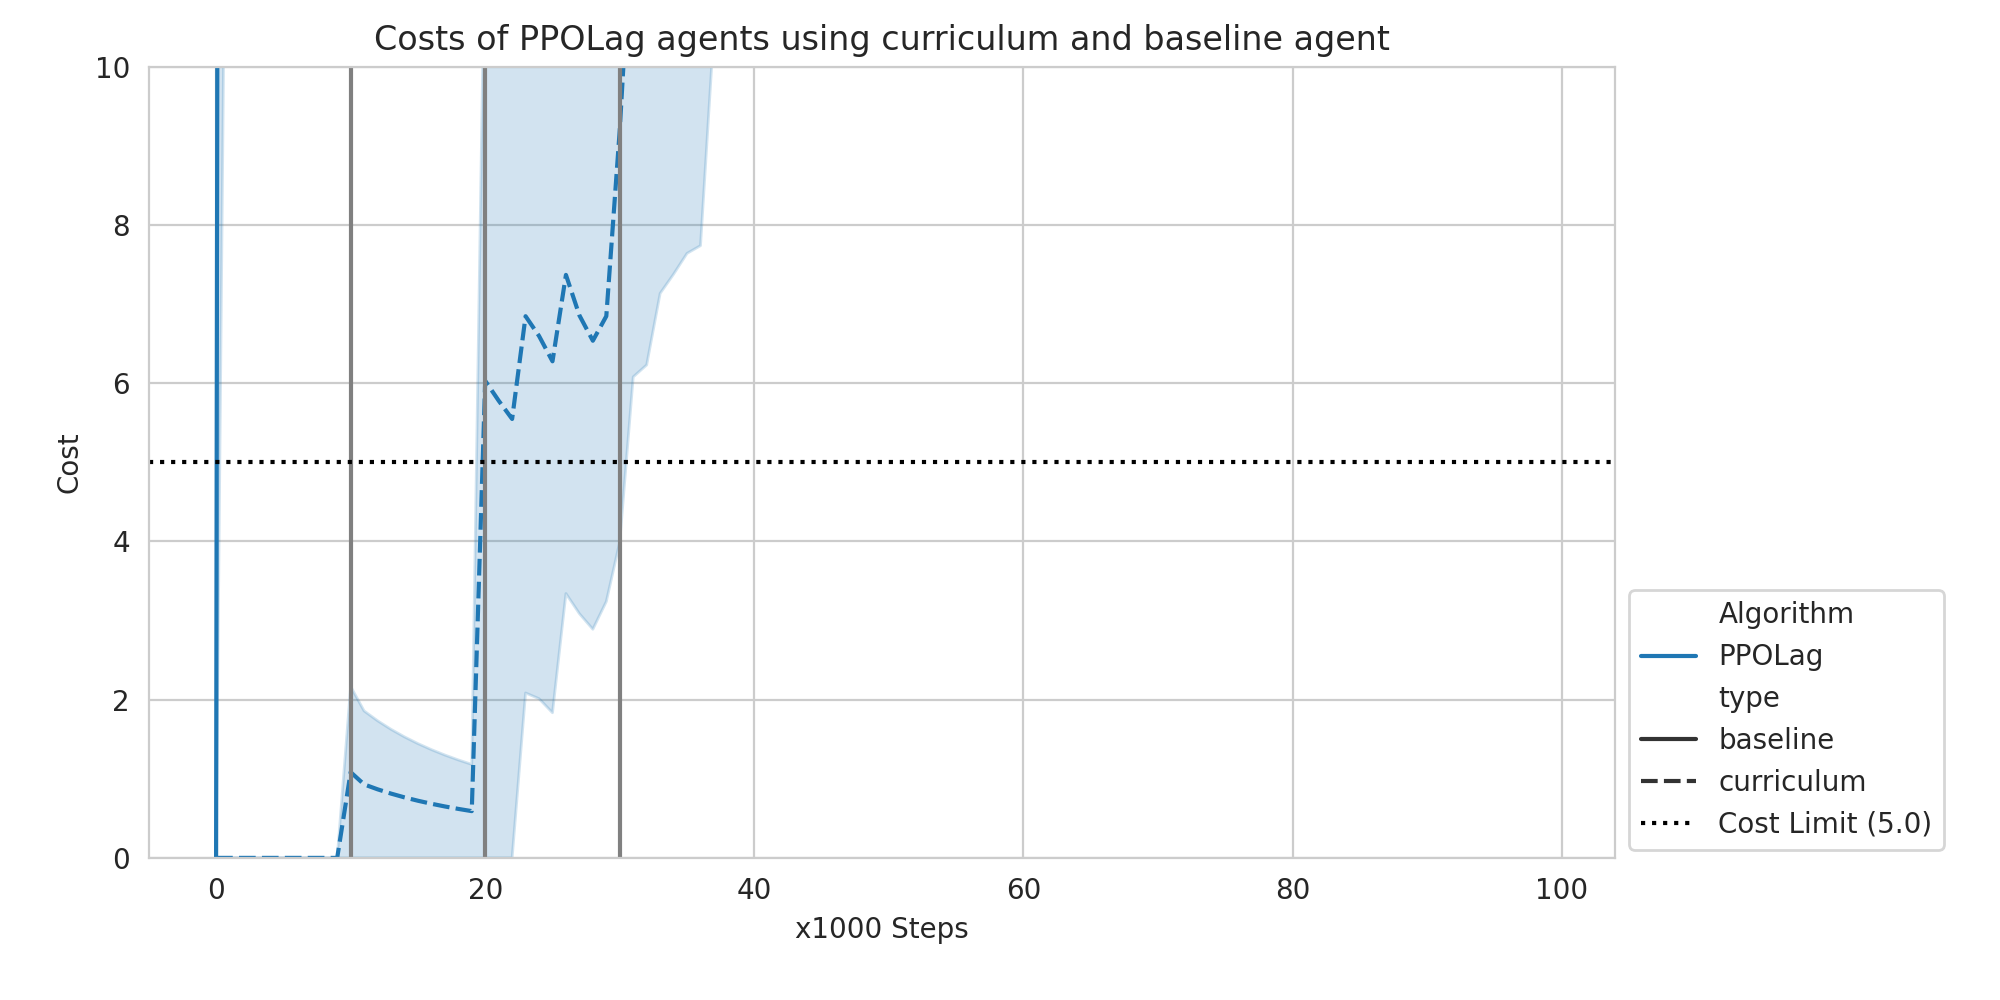 Costs of PPOLag agents using curriculum and baseline agent
10
8
6
4
2
0
Cost
0 20 40 60 80 100
x1000 Steps
Algorithm
PPOLag
type
baseline
curriculum
Cost Limit (5.0)